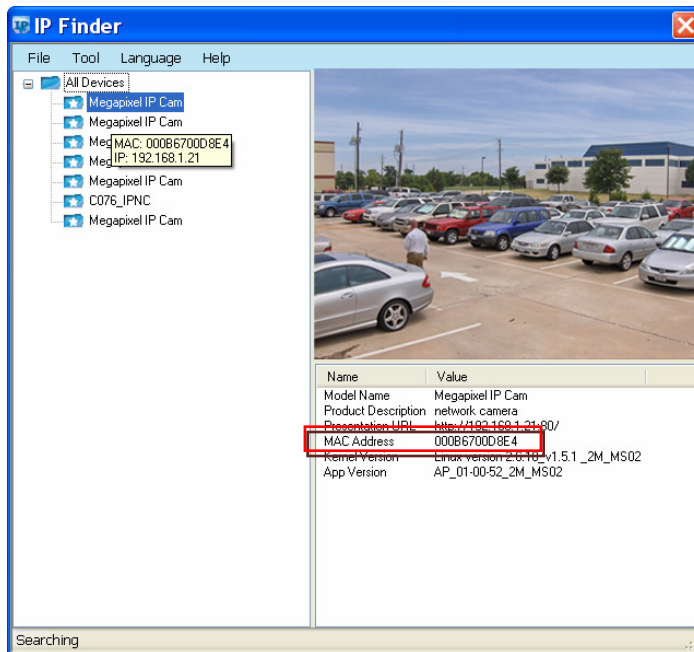 IP Finder
File Tool Language Help
All Devices
Megapixel IP Cam
Megapixel IP Cam
Meg
MAC: 000B6700D8E4
Meg
IP: 192.168.1.21
Megapixel IP Cam
C076_IPNC
Megapixel IP Cam
Name Value
Model Name Megapixel IP Cam
Product Description network camera
Presentation URL http://192.168.1.21:80/
MAC Address 000B6700D8E4
Kernel Version Linux version 2.6.18_v1.5.1 _2M_MS02
App Version AP_01-00-52_2M_MS02
Searching